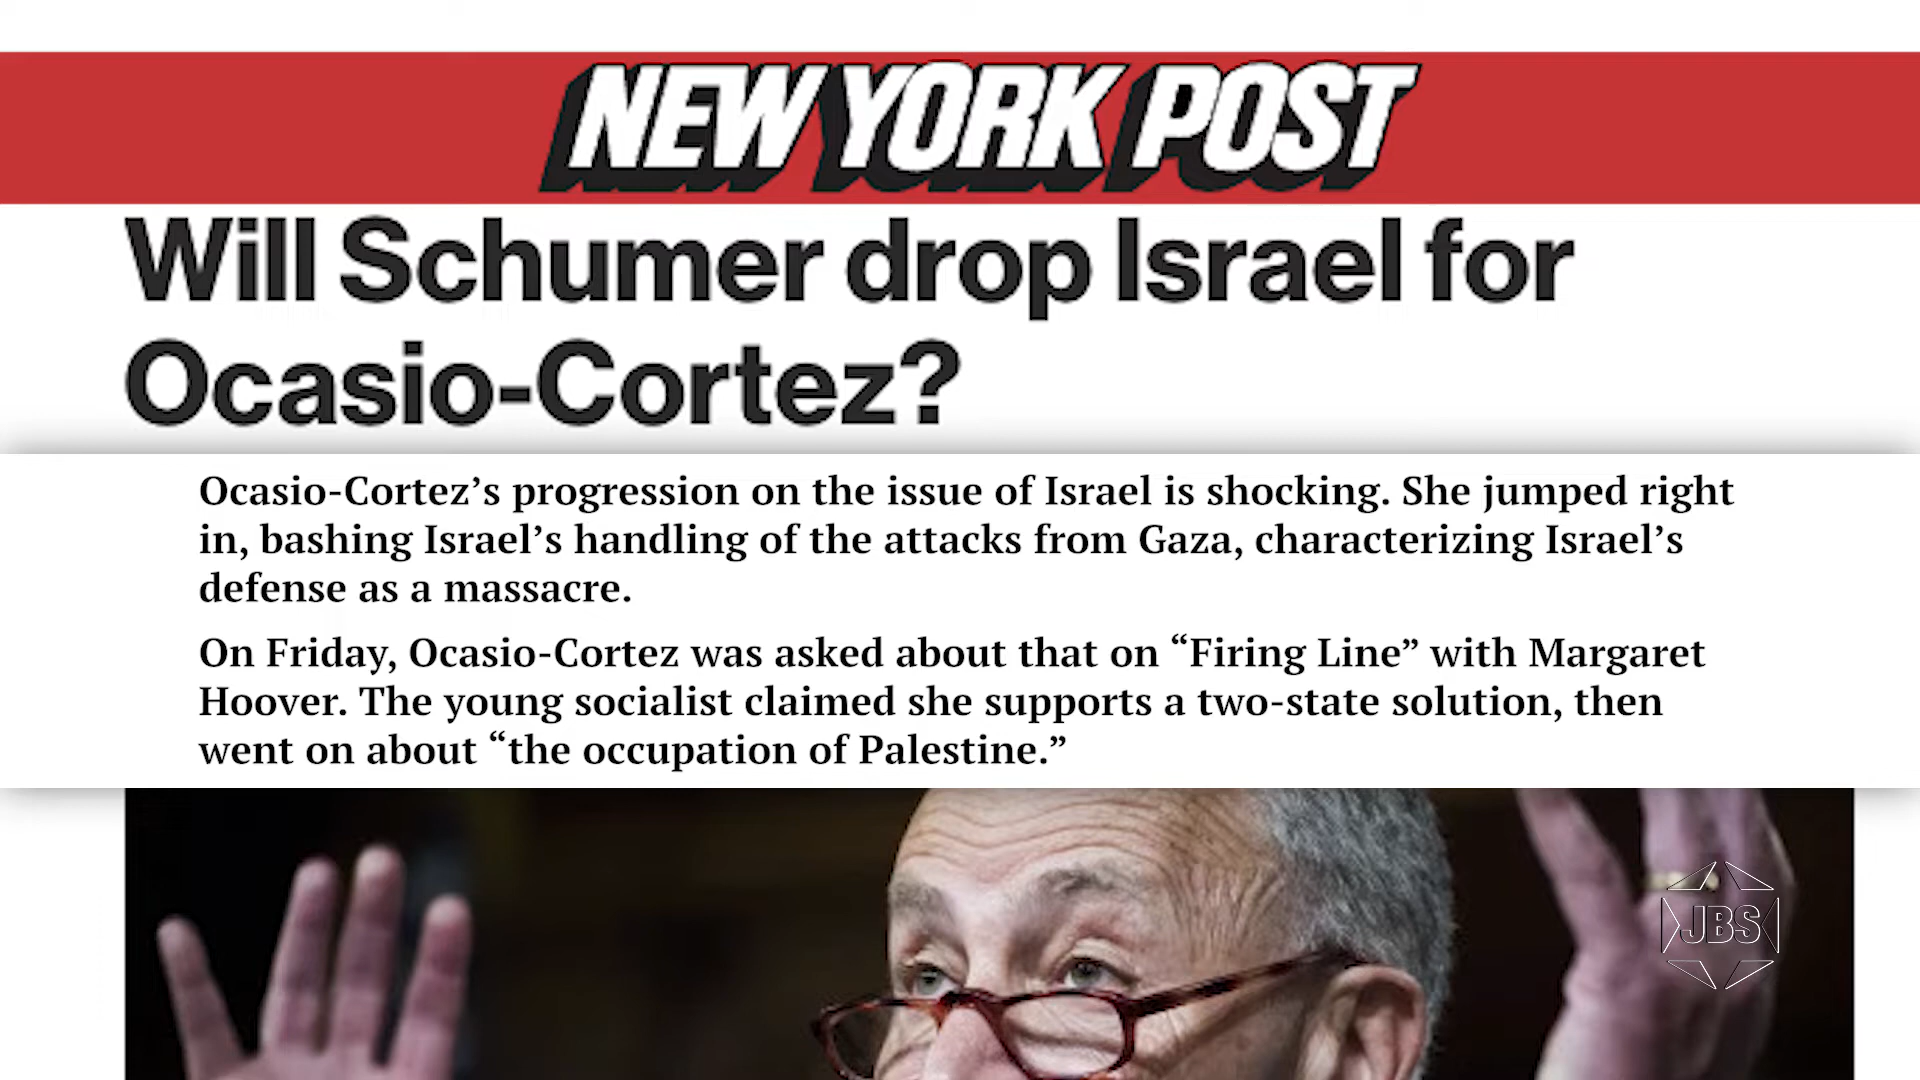 NEW YORK POST
Will Schumer drop Israel for
Ocasio-Cortez?
Ocasio-Cortez’s progression on the issue of Israel is shocking. She jumped right
in, bashing Israel’s handling of the attacks from Gaza, characterizing Israel’s
defense as a massacre.
On Friday, Ocasio-Cortez was asked about that on “Firing Line” with Margaret
Hoover. The young socialist claimed she supports a two-state solution, then
went on about “the occupation of Palestine.”
JBS